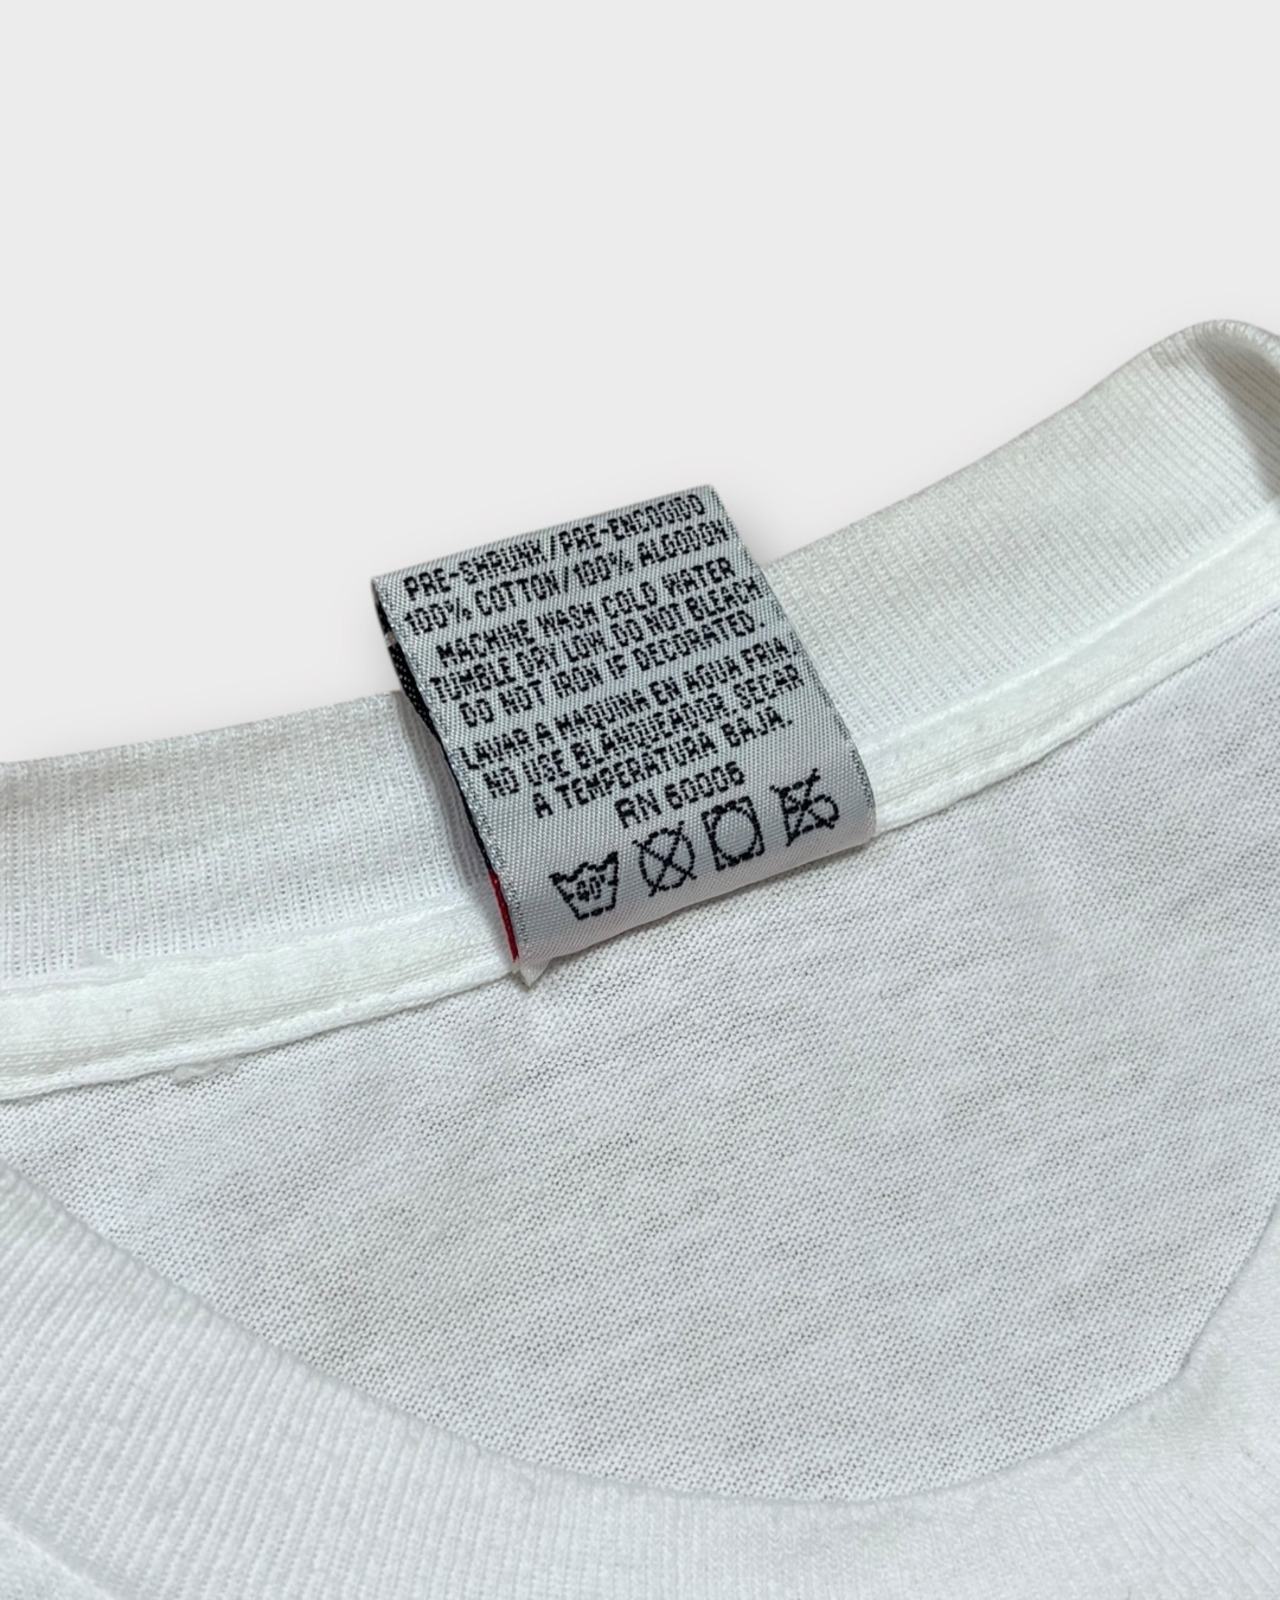 PRE-SHRUNK/PRE-ENCOGIDO
100% COTTON/100% ALGODON
MACHINE WASH COLD WATER
TUMBLE DRY LOW. DO NOT BLEACH
DO NOT IRON IF DECORATED.
LAVAR A MAQUINA EN AGUA FRIA.
NO USE BLANQUEADOR. SECAR
A TEMPERATURA BAJA.
RN 60006
40°